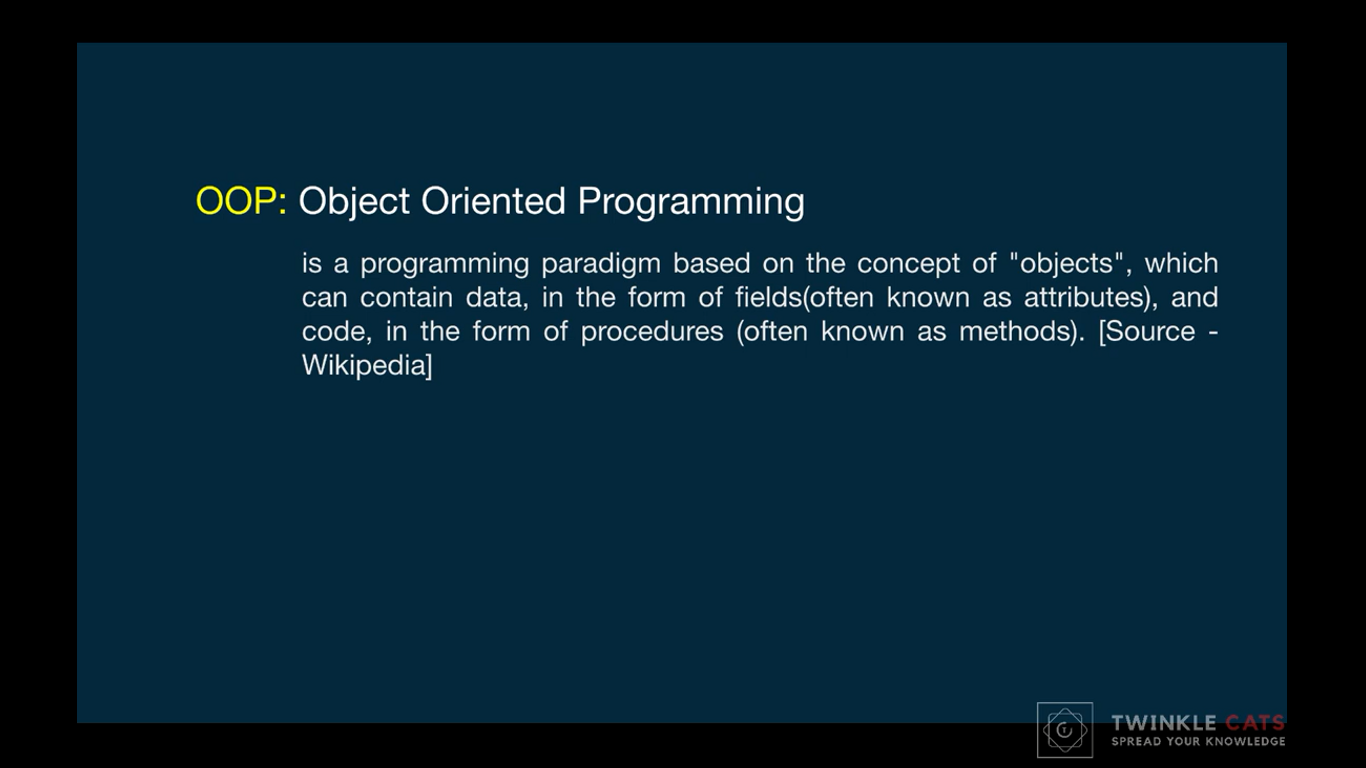 OOP: Object Oriented Programming
is a programming paradigm based on the concept of "objects", which
can contain data, in the form of fields(often known as attributes), and
code, in the form of procedures (often known as methods). [Source -
Wikipedia]
TWINKLE CATS
SPREAD YOUR KNOWLEDGE